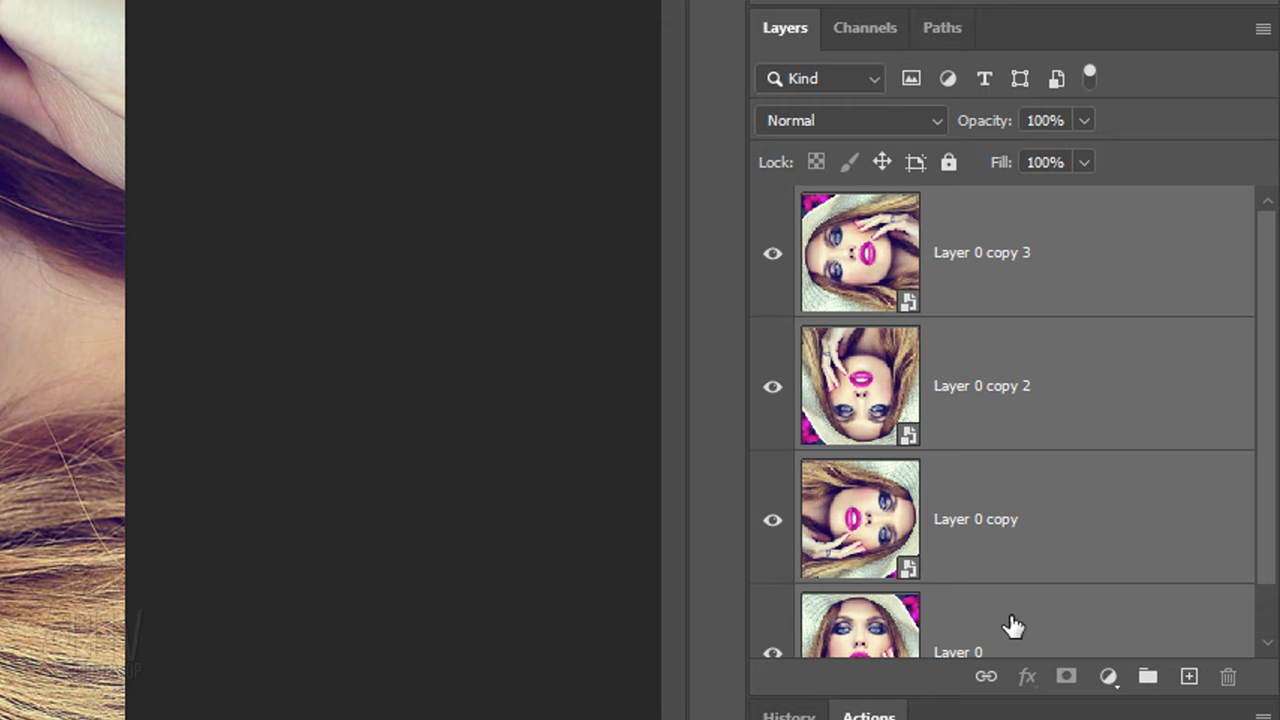 Layers Channels Paths
Kind
Normal Opacity: 100%
Lock: Fill: 100%
Layer 0 copy 3
Layer 0 copy 2
Layer 0 copy
Layer 0
fx
History Actions